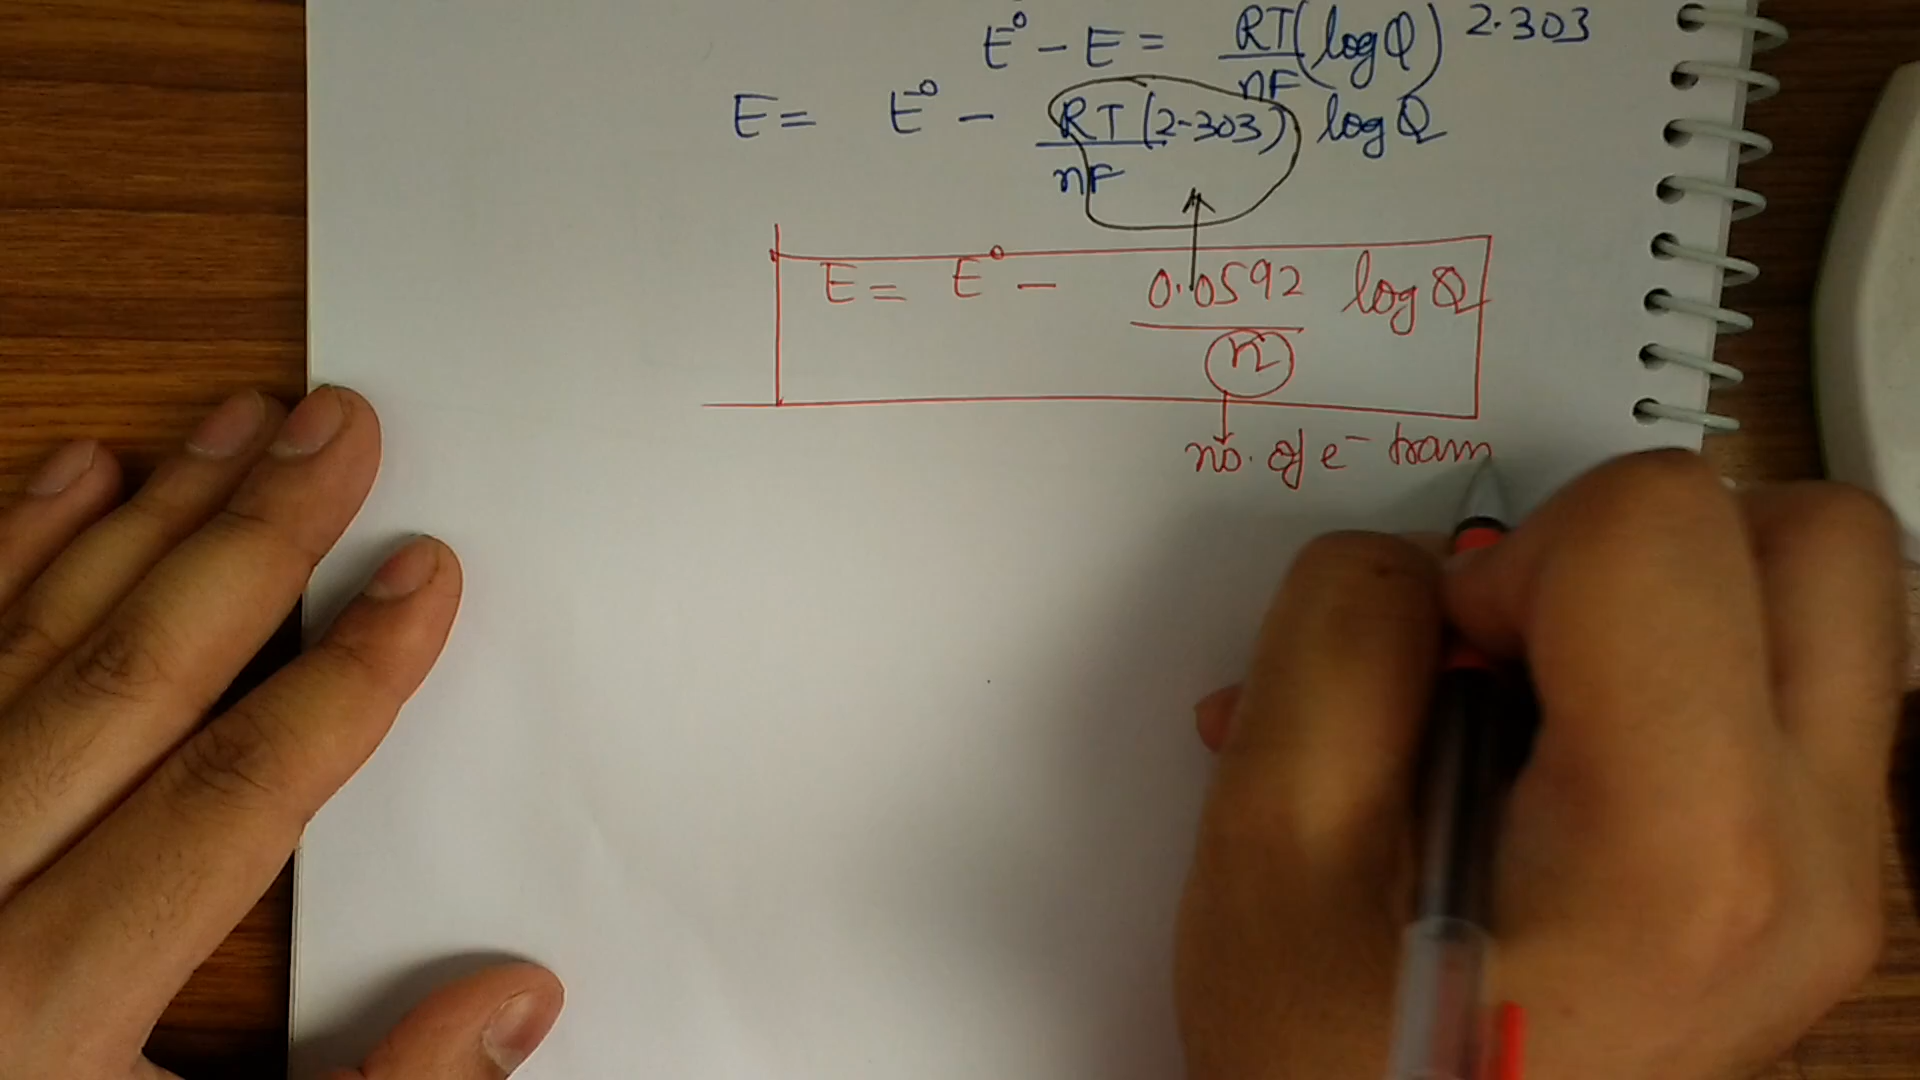 E° - E = RT/nF (log Q) 2.303
E = E° - RT(2-303)/nF log Q
E = E° - 0.0592/n log Q
no. of e⁻ tran